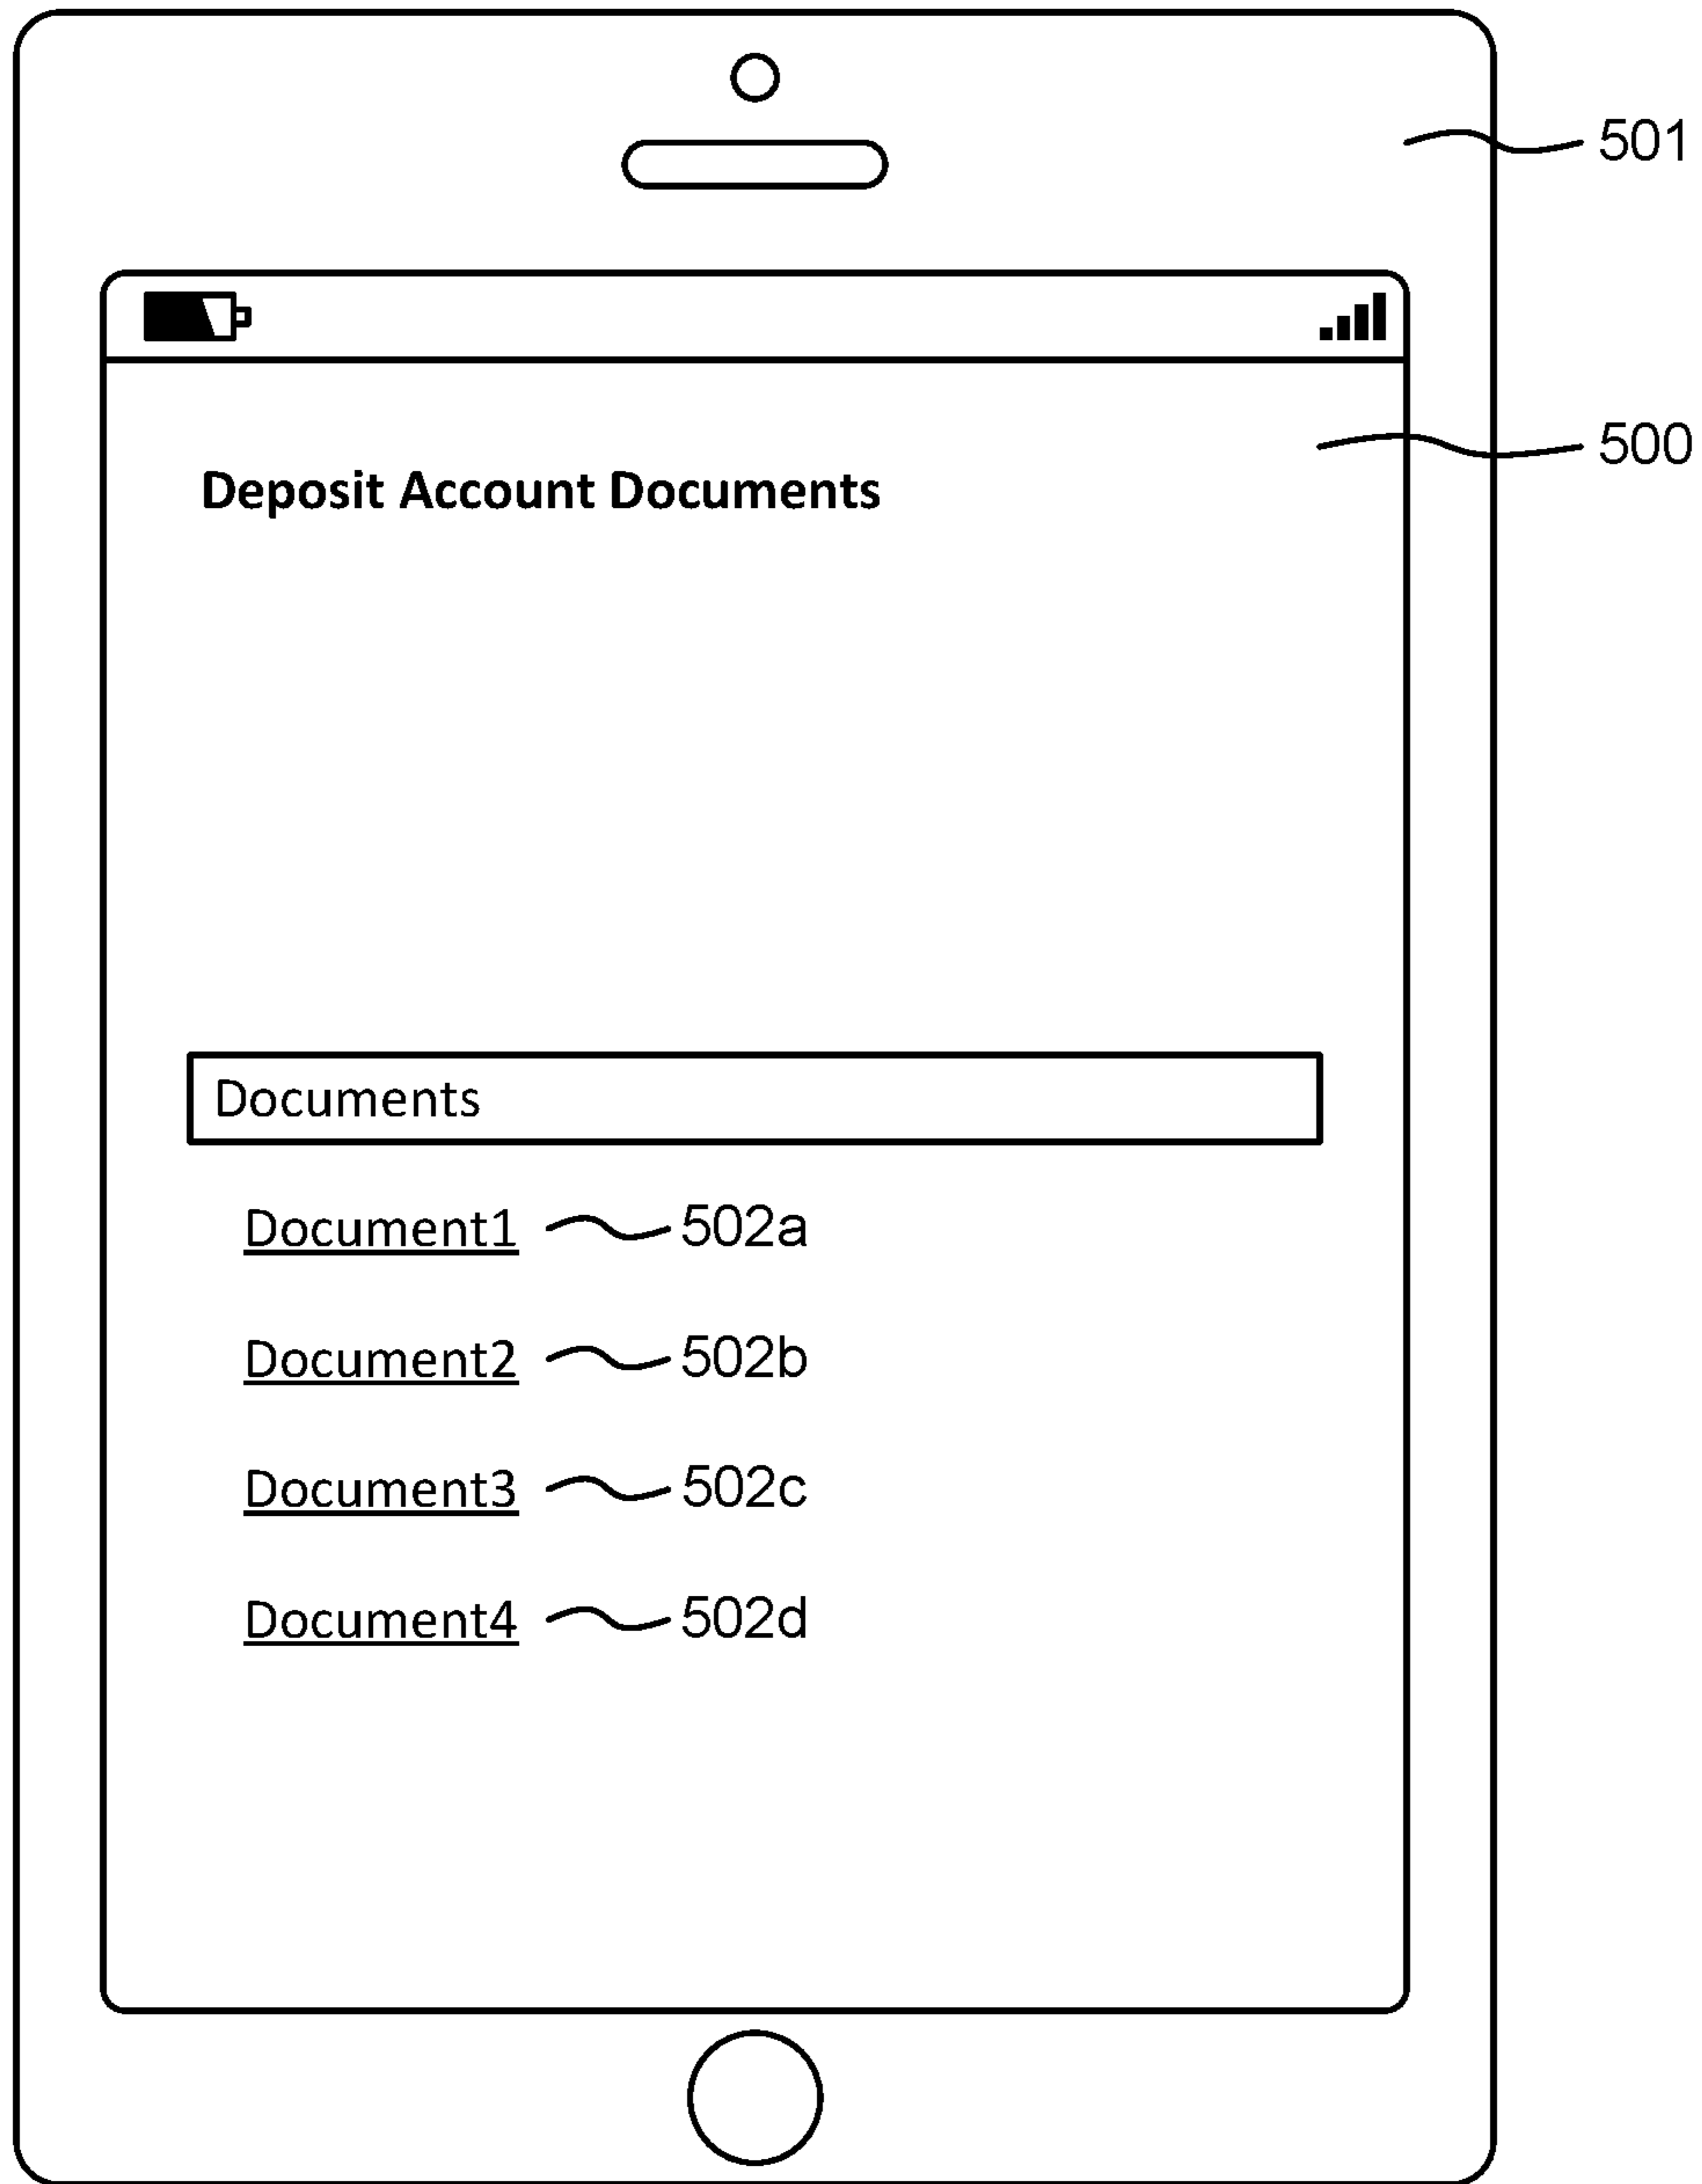 501
500
Deposit Account Documents
Documents
Document1 502a
Document2 502b
Document3 502c
Document4 502d